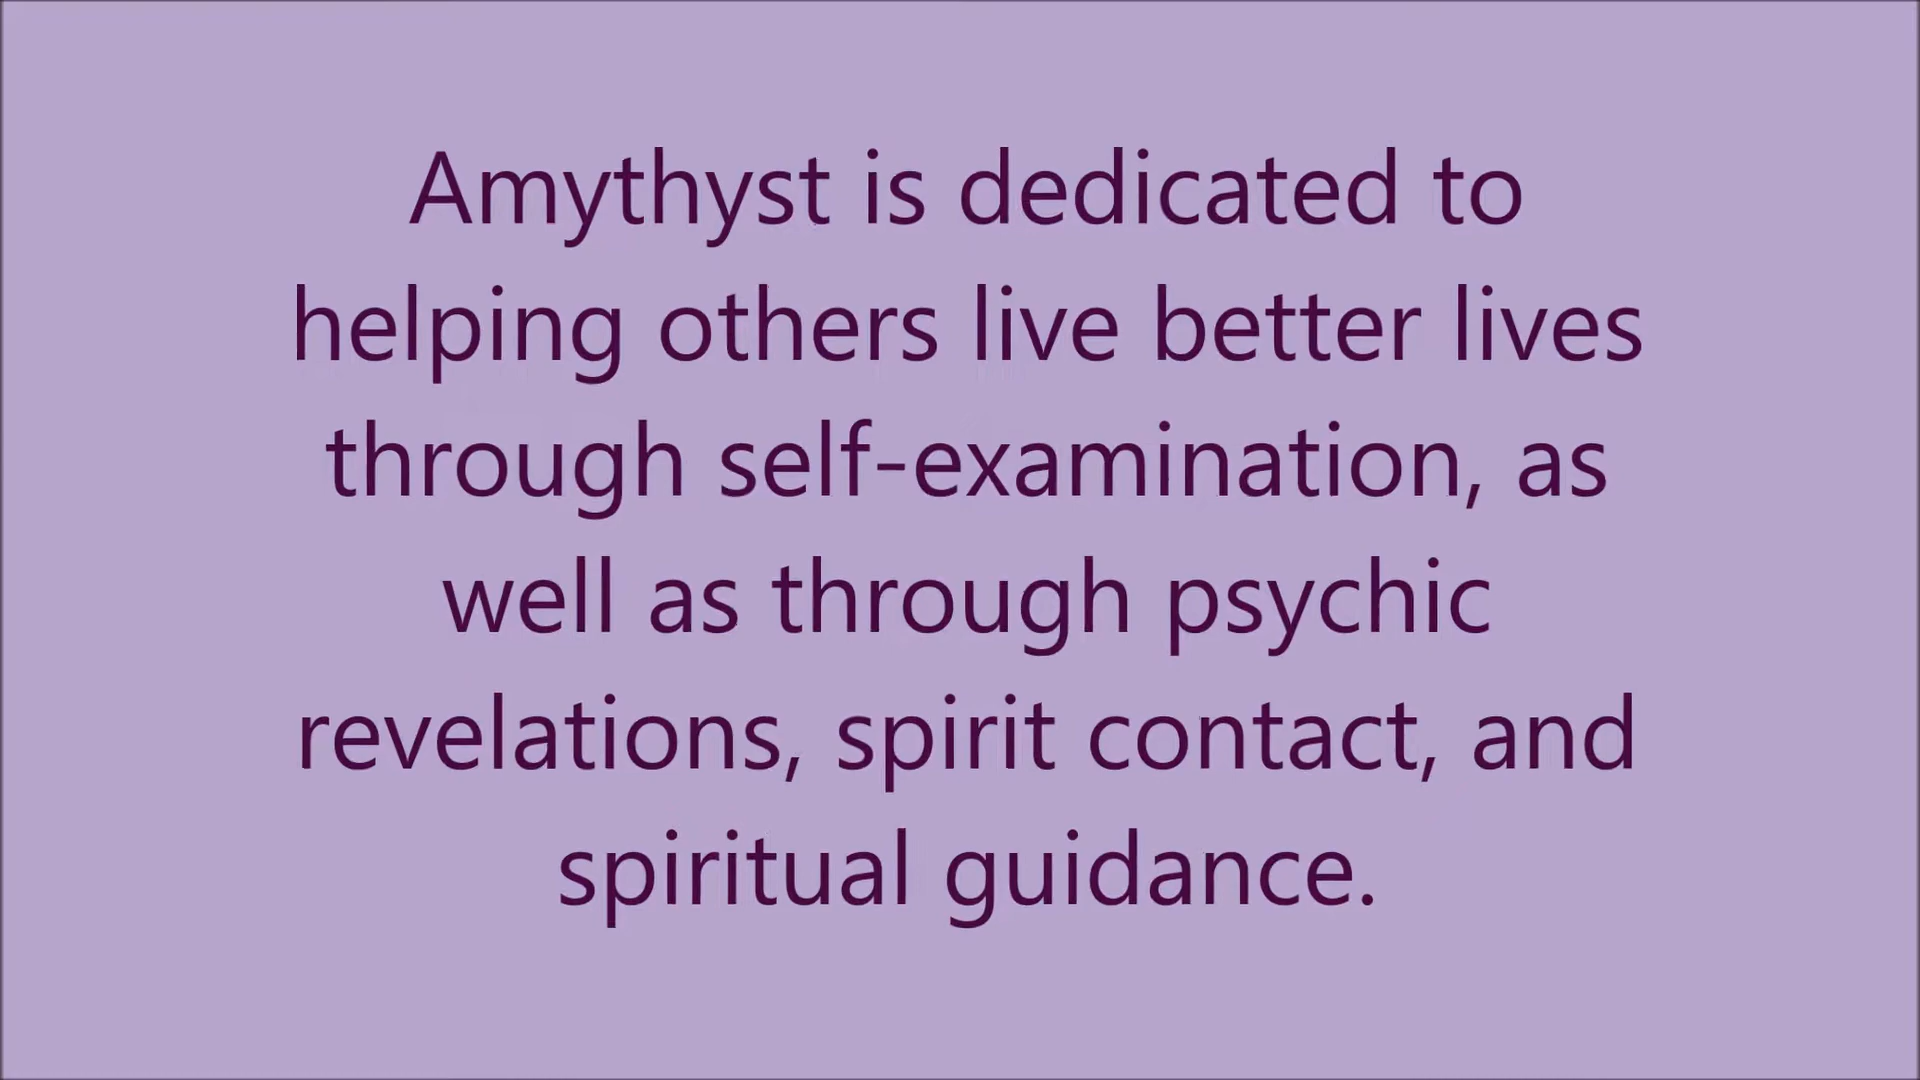 Amythyst is dedicated to
helping others live better lives
through self-examination, as
well as through psychic
revelations, spirit contact, and
spiritual guidance.